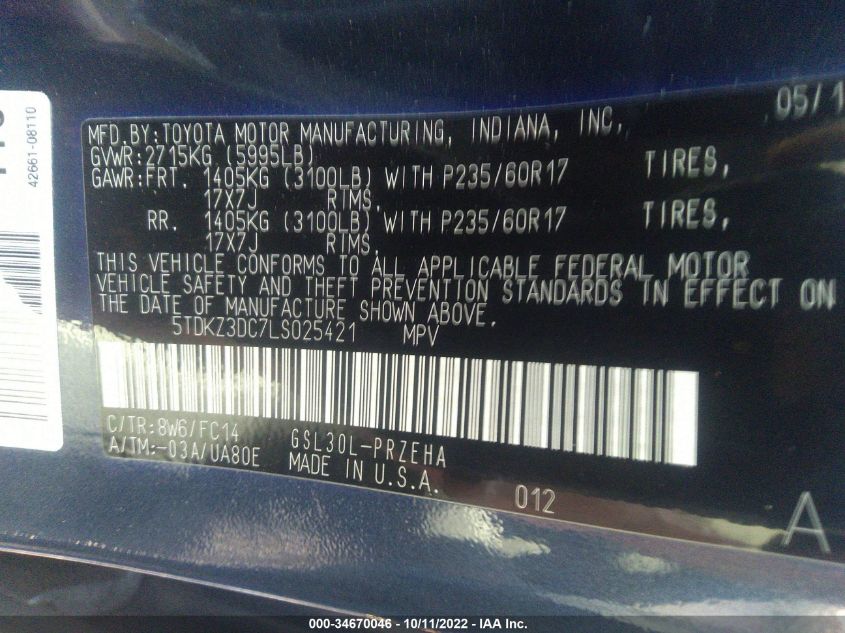 05/1
MFD.BY:TOYOTA MOTOR MANUFACTURING, INDIANA, INC.
GVWR:2715KG (5995LB)
GAWR:FRT. 1405KG (3100LB) WITH P235/60R17 TIRES,
17X7J RIMS,
RR. 1405KG (3100LB) WITH P235/60R17 TIRES,
17X7J RIMS,
THIS VEHICLE CONFORMS TO ALL APPLICABLE FEDERAL MOTOR
VEHICLE SAFETY AND THEFT PREVENTION STANDARDS IN EFFECT ON
THE DATE OF MANUFACTURE SHOWN ABOVE.
5TDKZ3DC7LS025421 MPV
C/TR:8W6/FC14 GSL30L-PRZEHA
A/TM:-03A/UA80E MADE IN U.S.A.
012
A
42661-08110
000-34670046 - 10/11/2022 - IAA Inc.